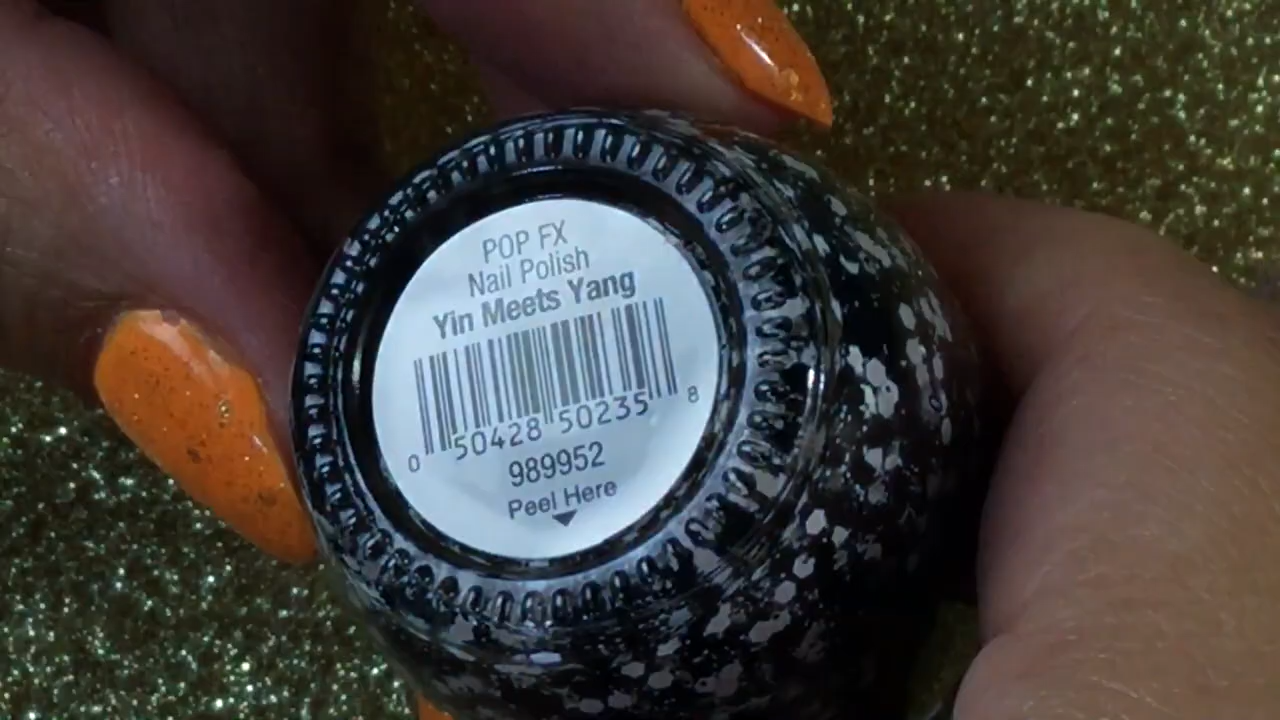 POP FX
Nail Polish
Yin Meets Yang
0 50428 50235 8
989952
Peel Here